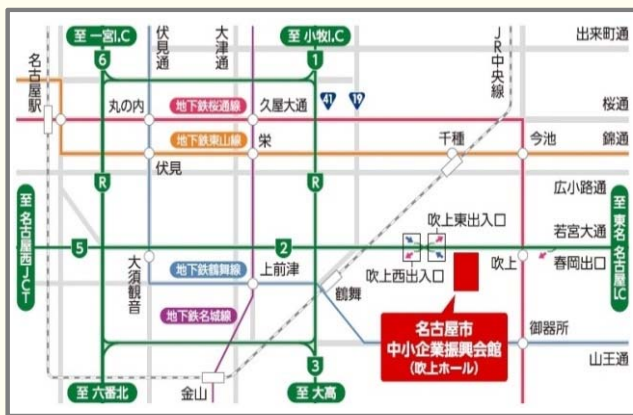 至 一宮I.C
伏見通
大津通
至 小牧I.C
JR中央線
出来町通
名古屋駅
6
1
丸の内
地下鉄桜通線
久屋大通
41
19
桜通
地下鉄東山線
栄
千種
今池
錦通
伏見
R
R
広小路通
至 名古屋西JCT
吹上東出入口
若宮大通
至 東名 名古屋IC
5
2
大須観音
地下鉄鶴舞線
上前津
吹上西出入口
吹上
春岡出口
鶴舞
地下鉄名城線
名古屋市
中小企業振興会館
(吹上ホール)
御器所
山王通
3
至 六番北
金山
至 大高